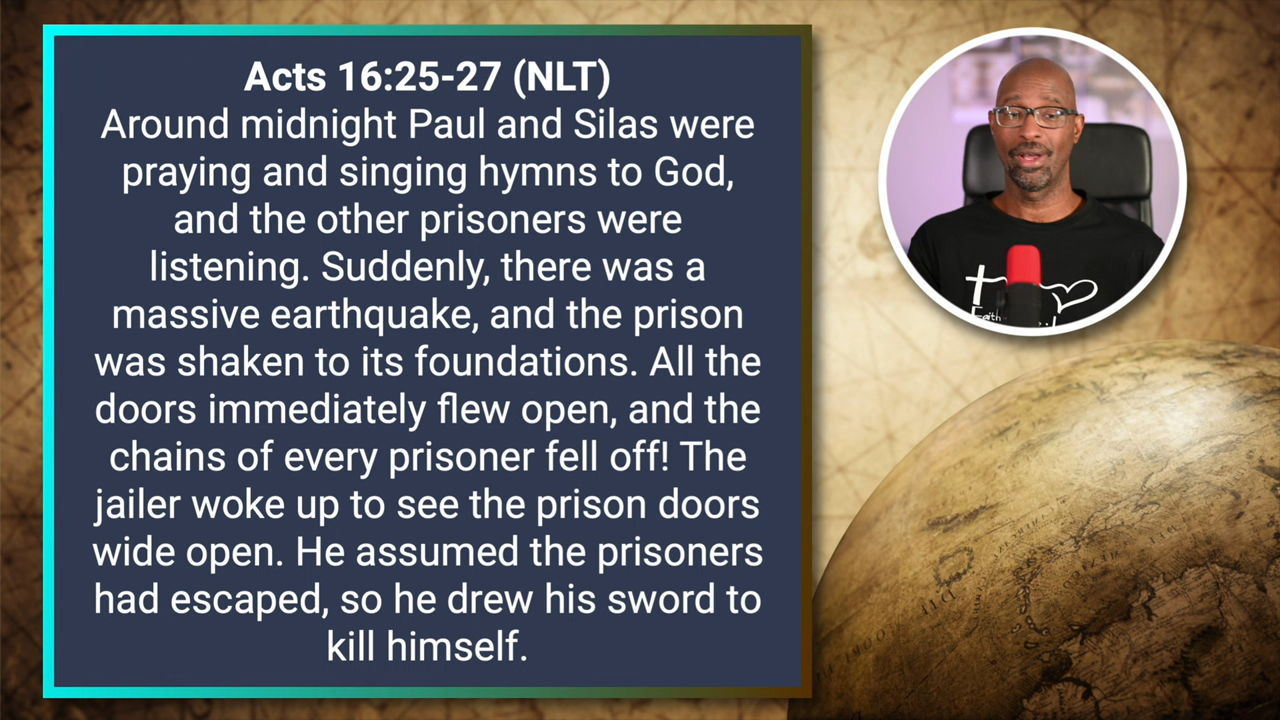 Acts 16:25-27 (NLT)
Around midnight Paul and Silas were
praying and singing hymns to God,
and the other prisoners were
listening. Suddenly, there was a
massive earthquake, and the prison
was shaken to its foundations. All the
doors immediately flew open, and the
chains of every prisoner fell off! The
jailer woke up to see the prison doors
wide open. He assumed the prisoners
had escaped, so he drew his sword to
kill himself.
Faith